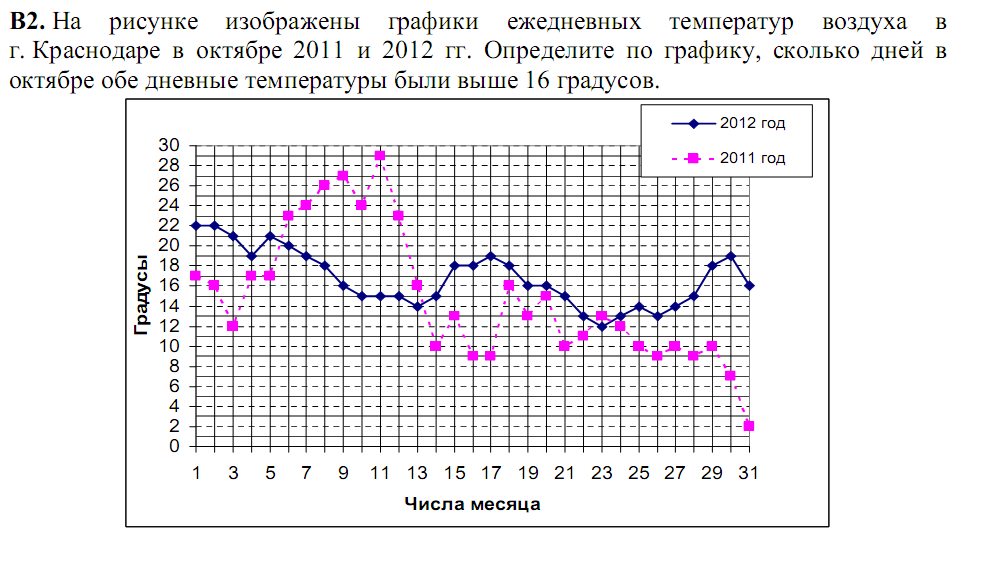 В2. На рисунке изображены графики ежедневных температур воздуха в
г. Краснодаре в октябре 2011 и 2012 гг. Определите по графику, сколько дней в
октябре обе дневные температуры были выше 16 градусов.
2012 год
2011 год
30
28
26
24
22
20
18
16
14
12
10
8
6
4
2
0
Градусы
1 3 5 7 9 11 13 15 17 19 21 23 25 27 29 31
Числа месяца